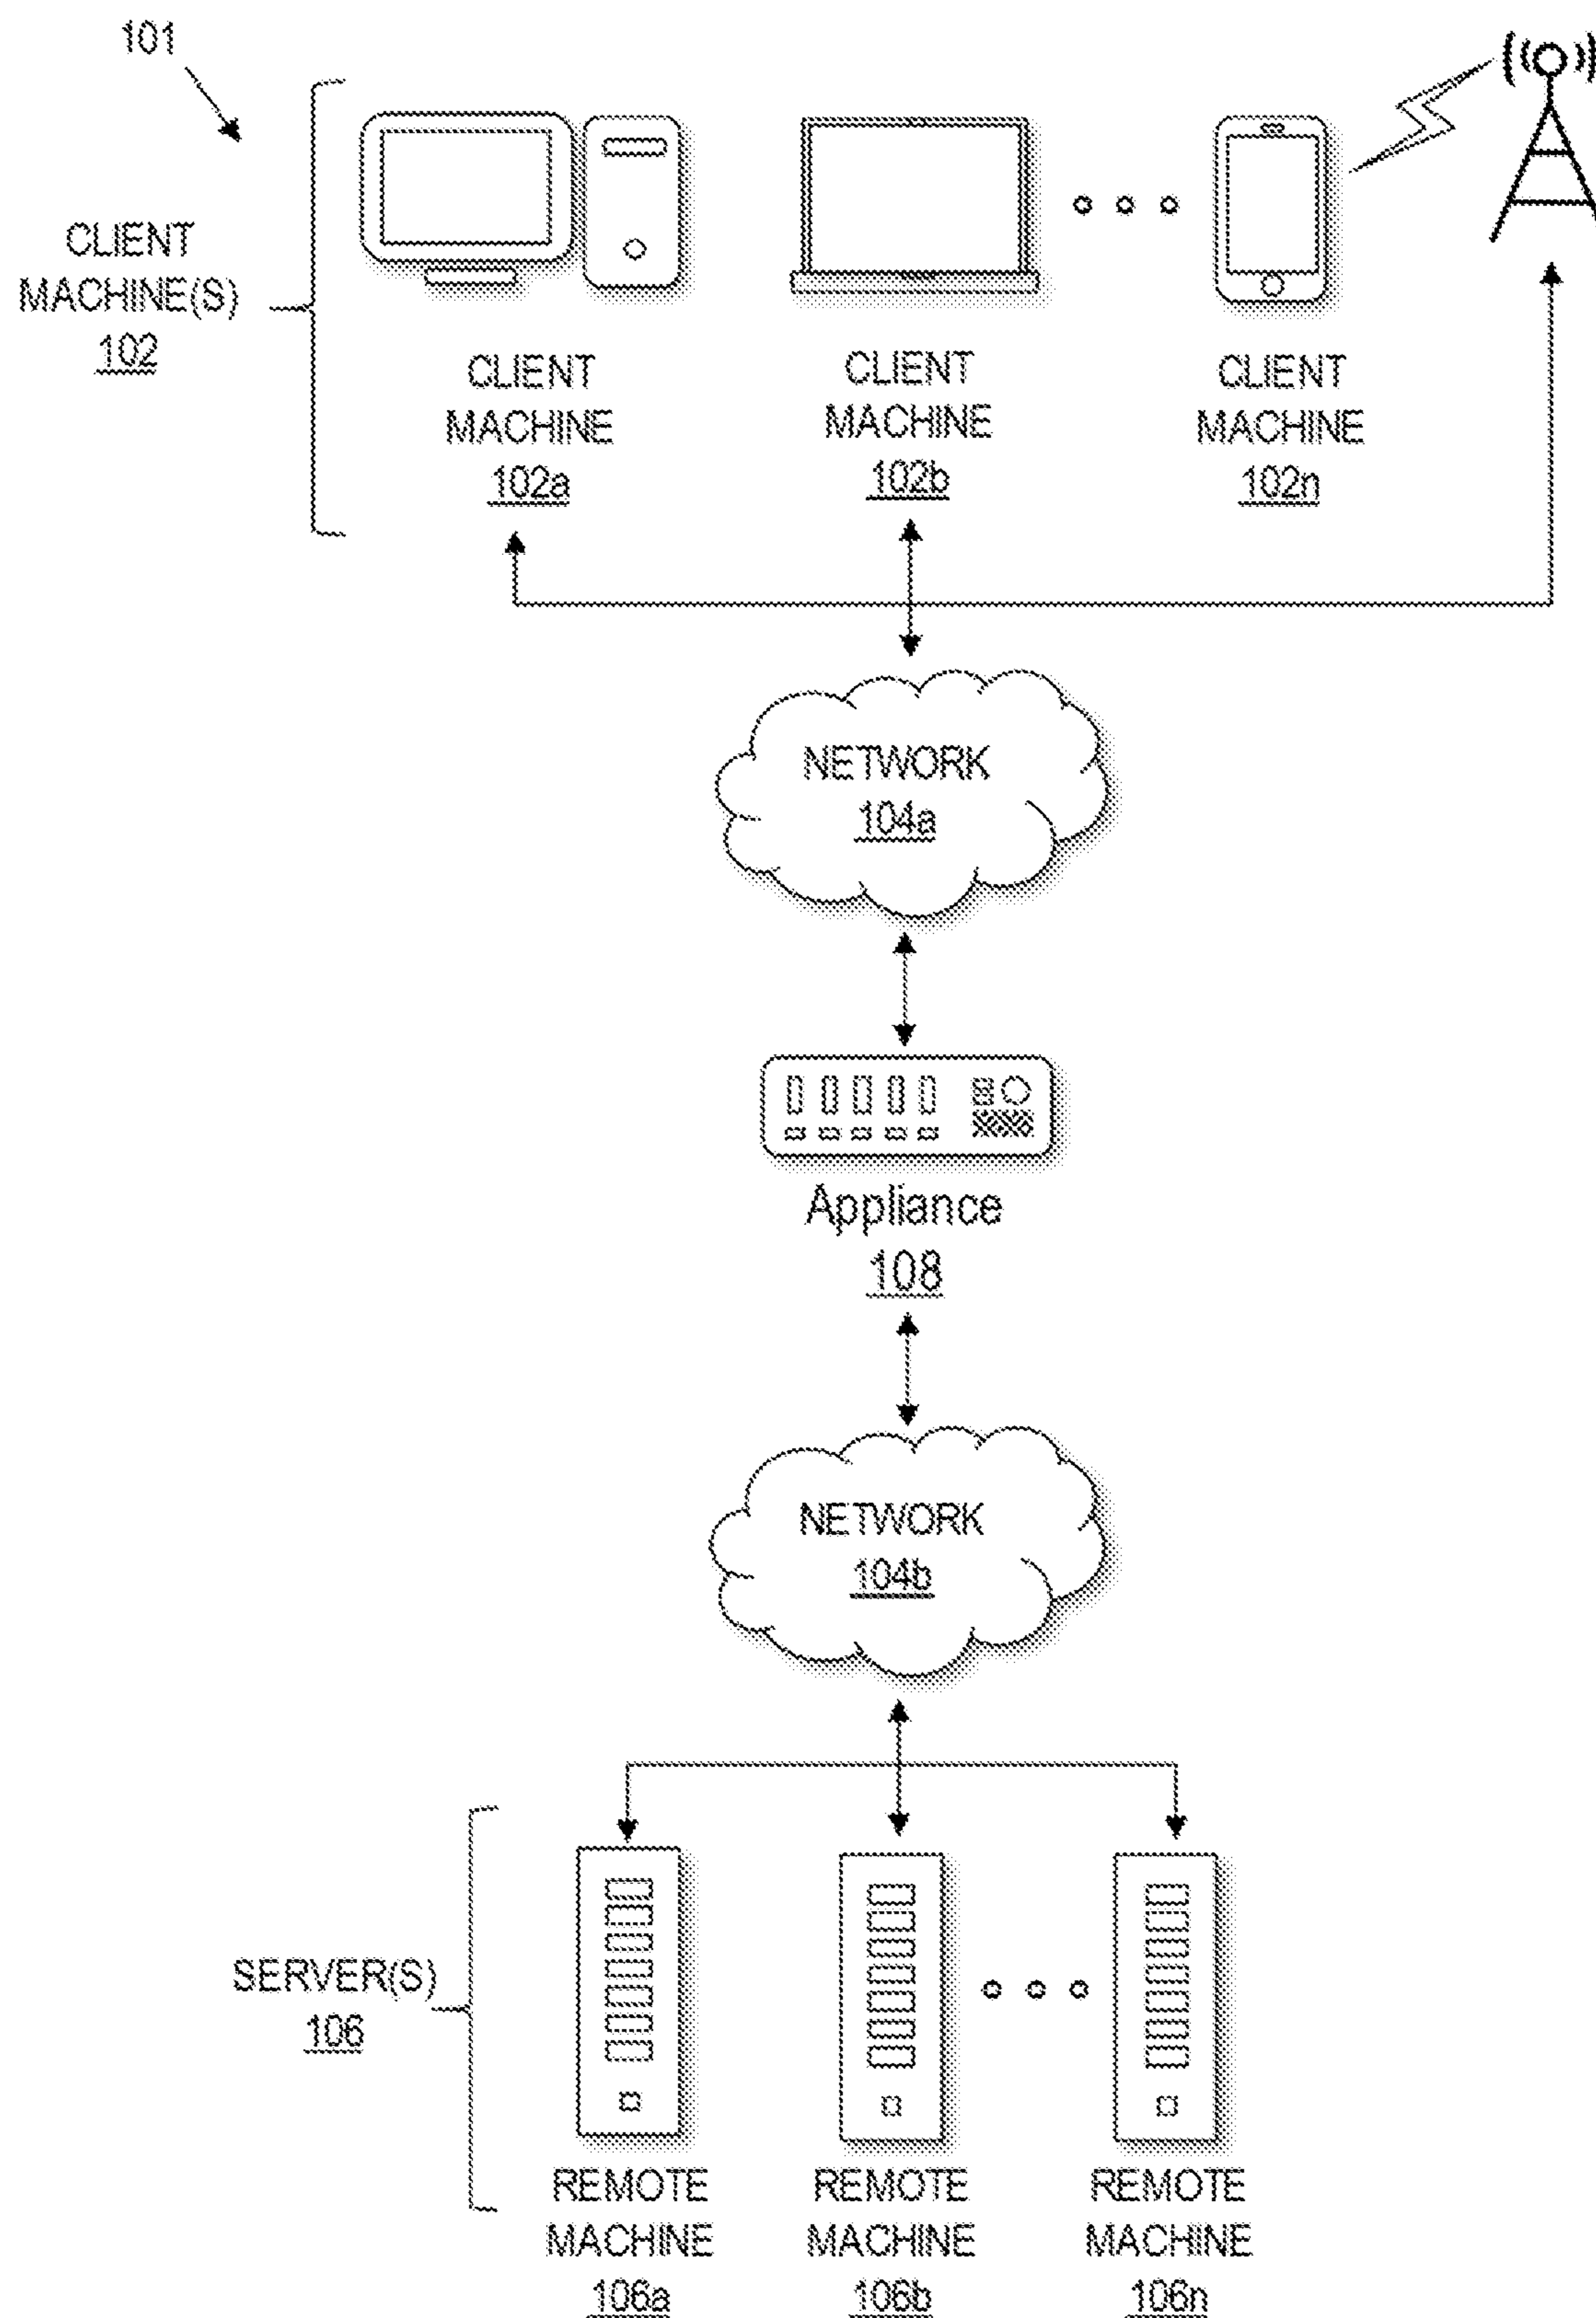 101
CLIENT
MACHINE(S)
102
CLIENT
MACHINE
102a
CLIENT
MACHINE
102b
CLIENT
MACHINE
102n
NETWORK
104a
Appliance
108
NETWORK
104b
SERVER(S)
106
REMOTE
MACHINE
106a
REMOTE
MACHINE
106b
REMOTE
MACHINE
106n